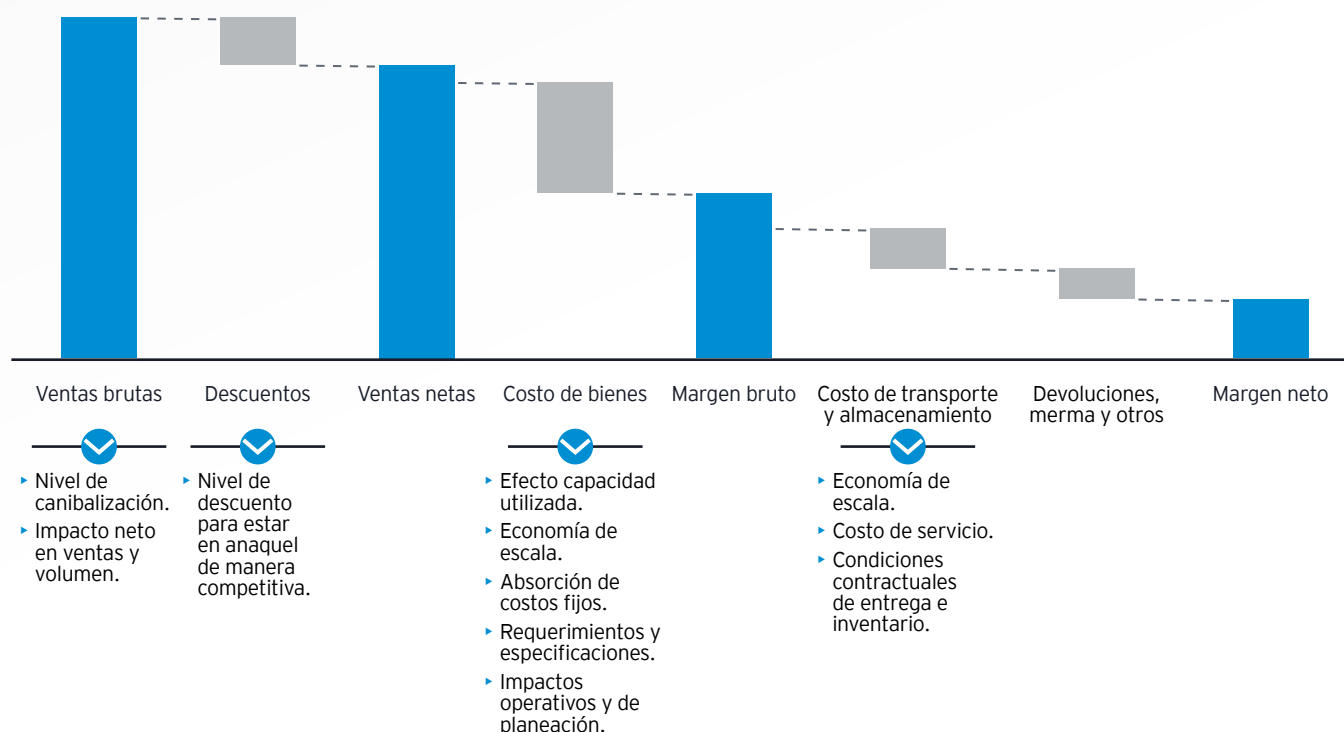 Ventas brutas
Descuentos
Ventas netas
Costo de bienes
Margen bruto
Costo de transporte
y almacenamiento
Devoluciones,
merma y otros
Margen neto
‣ Nivel de
canibalización.
‣ Impacto neto
en ventas y
volumen.
‣ Nivel de
descuento
para estar
en anaquel
de manera
competitiva.
‣ Efecto capacidad
utilizada.
‣ Economía de
escala.
‣ Absorción de
costos fijos.
‣ Requerimientos y
especificaciones.
‣ Impactos
operativos y de
planeación.
‣ Economía de
escala.
‣ Costo de servicio.
‣ Condiciones
contractuales
de entrega e
inventario.